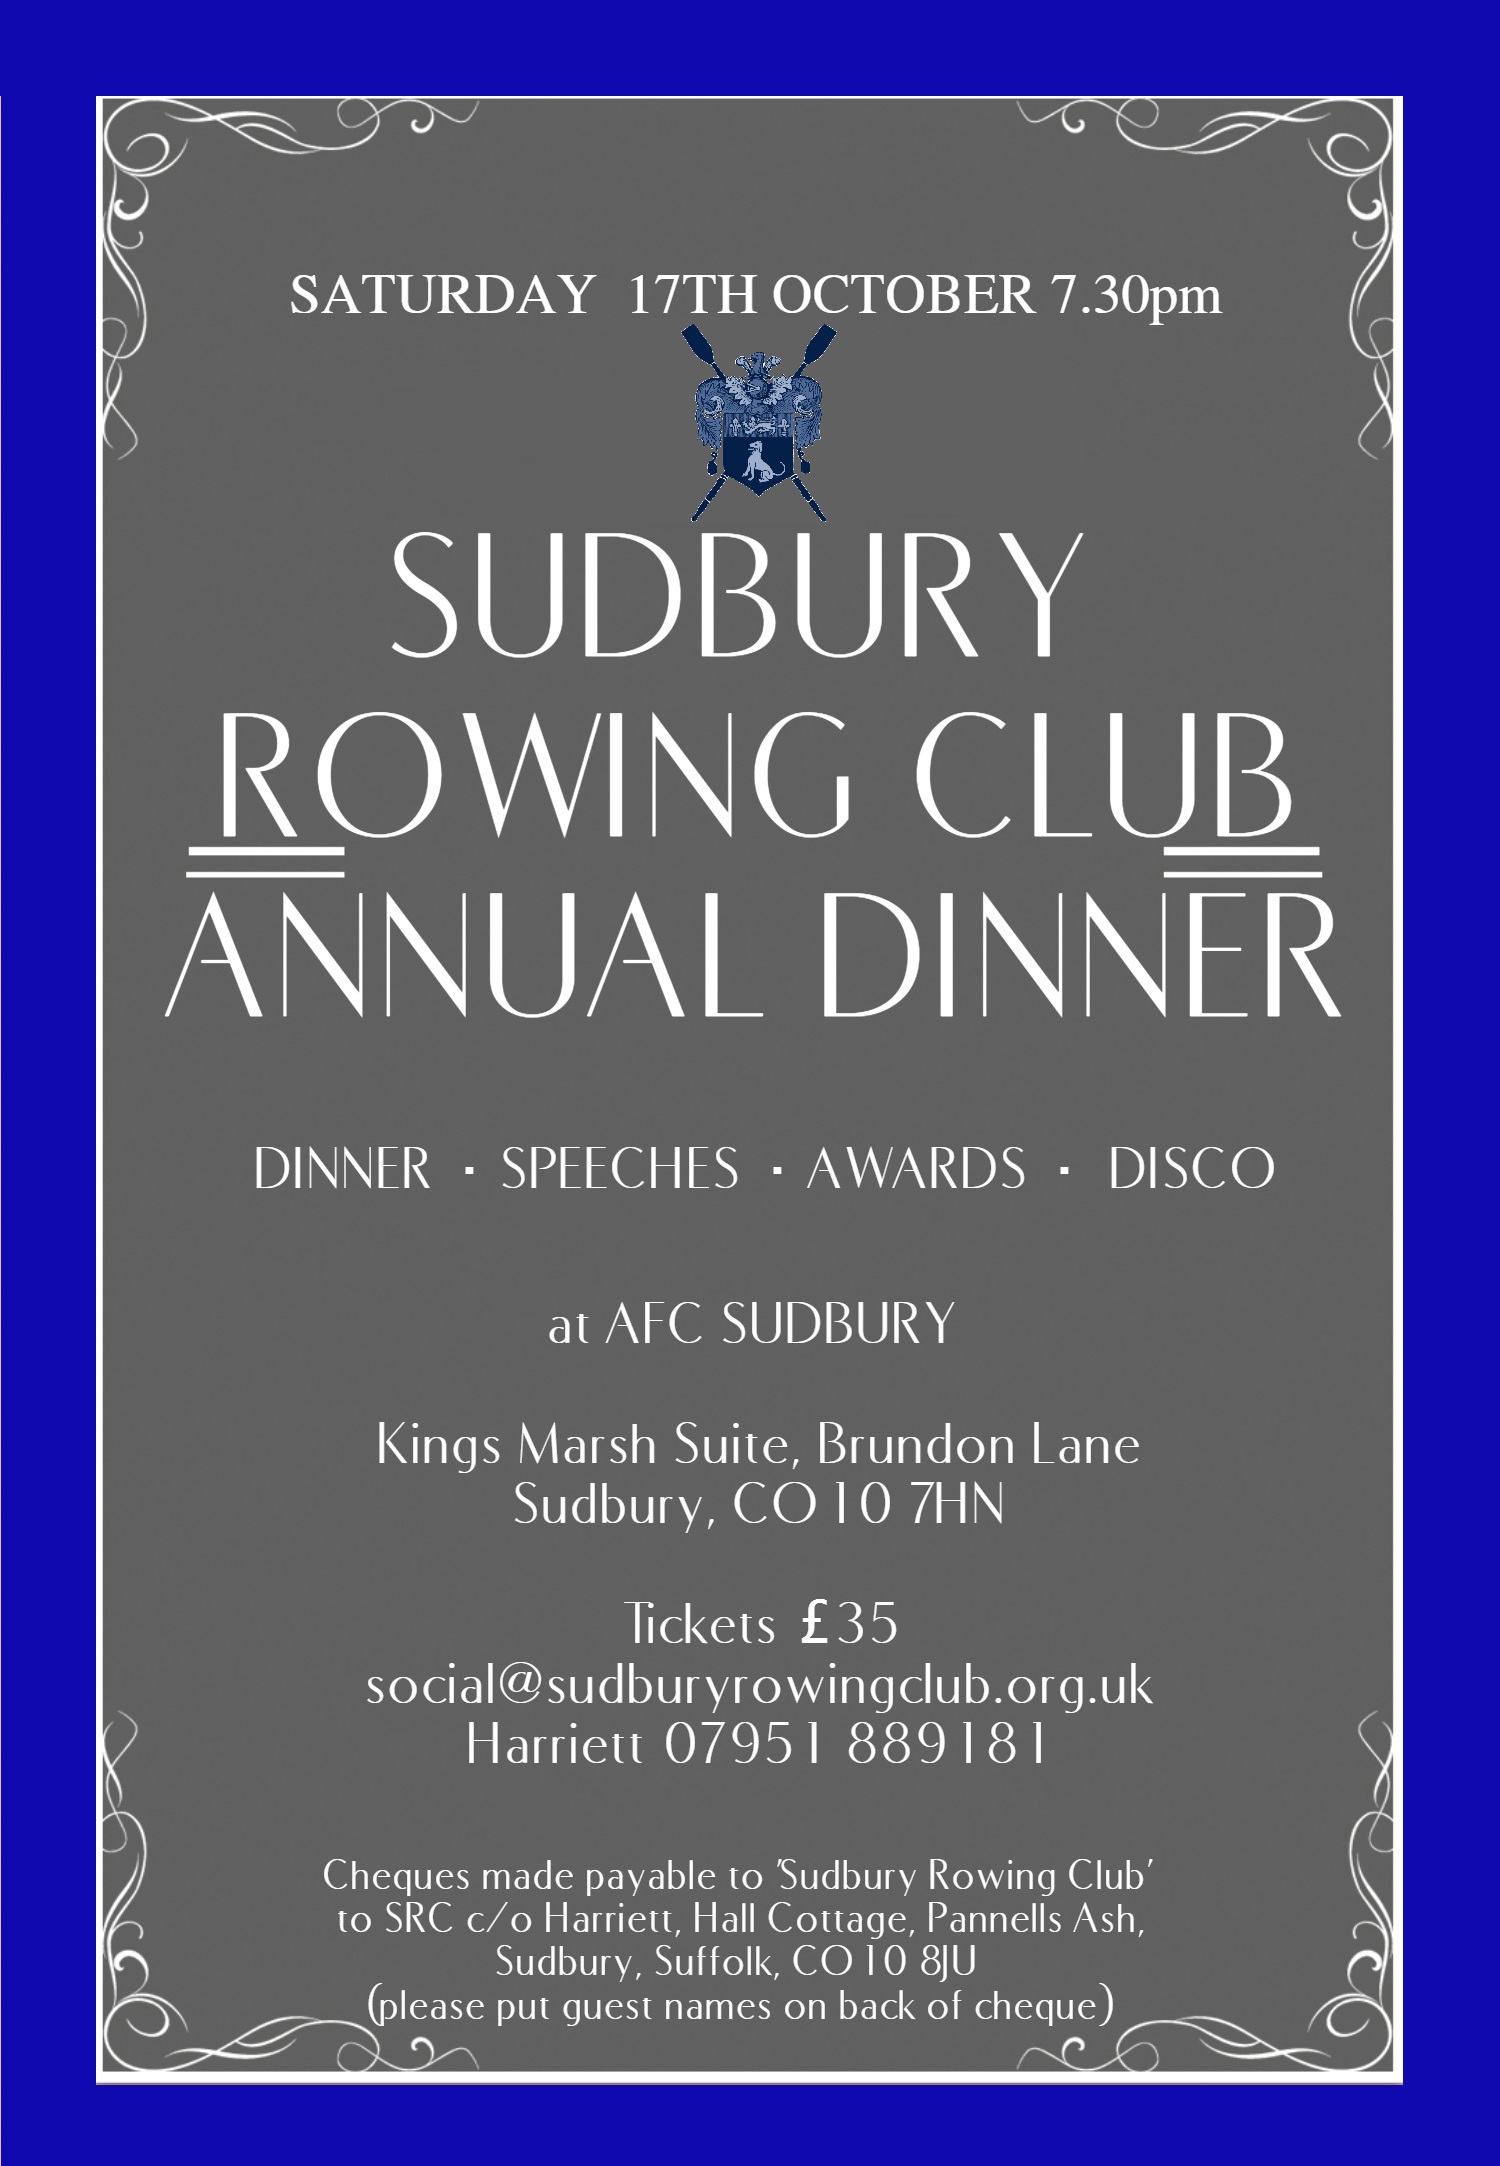 SATURDAY 17TH OCTOBER 7.30pm
SUDBURY
ROWING CLUB
ANNUAL DINNER
DINNER · SPEECHES · AWARDS · DISCO
at AFC SUDBURY
Kings Marsh Suite, Brundon Lane
Sudbury, CO10 7HN
Tickets £35
social@sudburyrowingclub.org.uk
Harriett 07951 889181
Cheques made payable to 'Sudbury Rowing Club'
to SRC c/o Harriett, Hall Cottage, Pannells Ash,
Sudbury, Suffolk, CO10 8JU
(please put guest names on back of cheque)